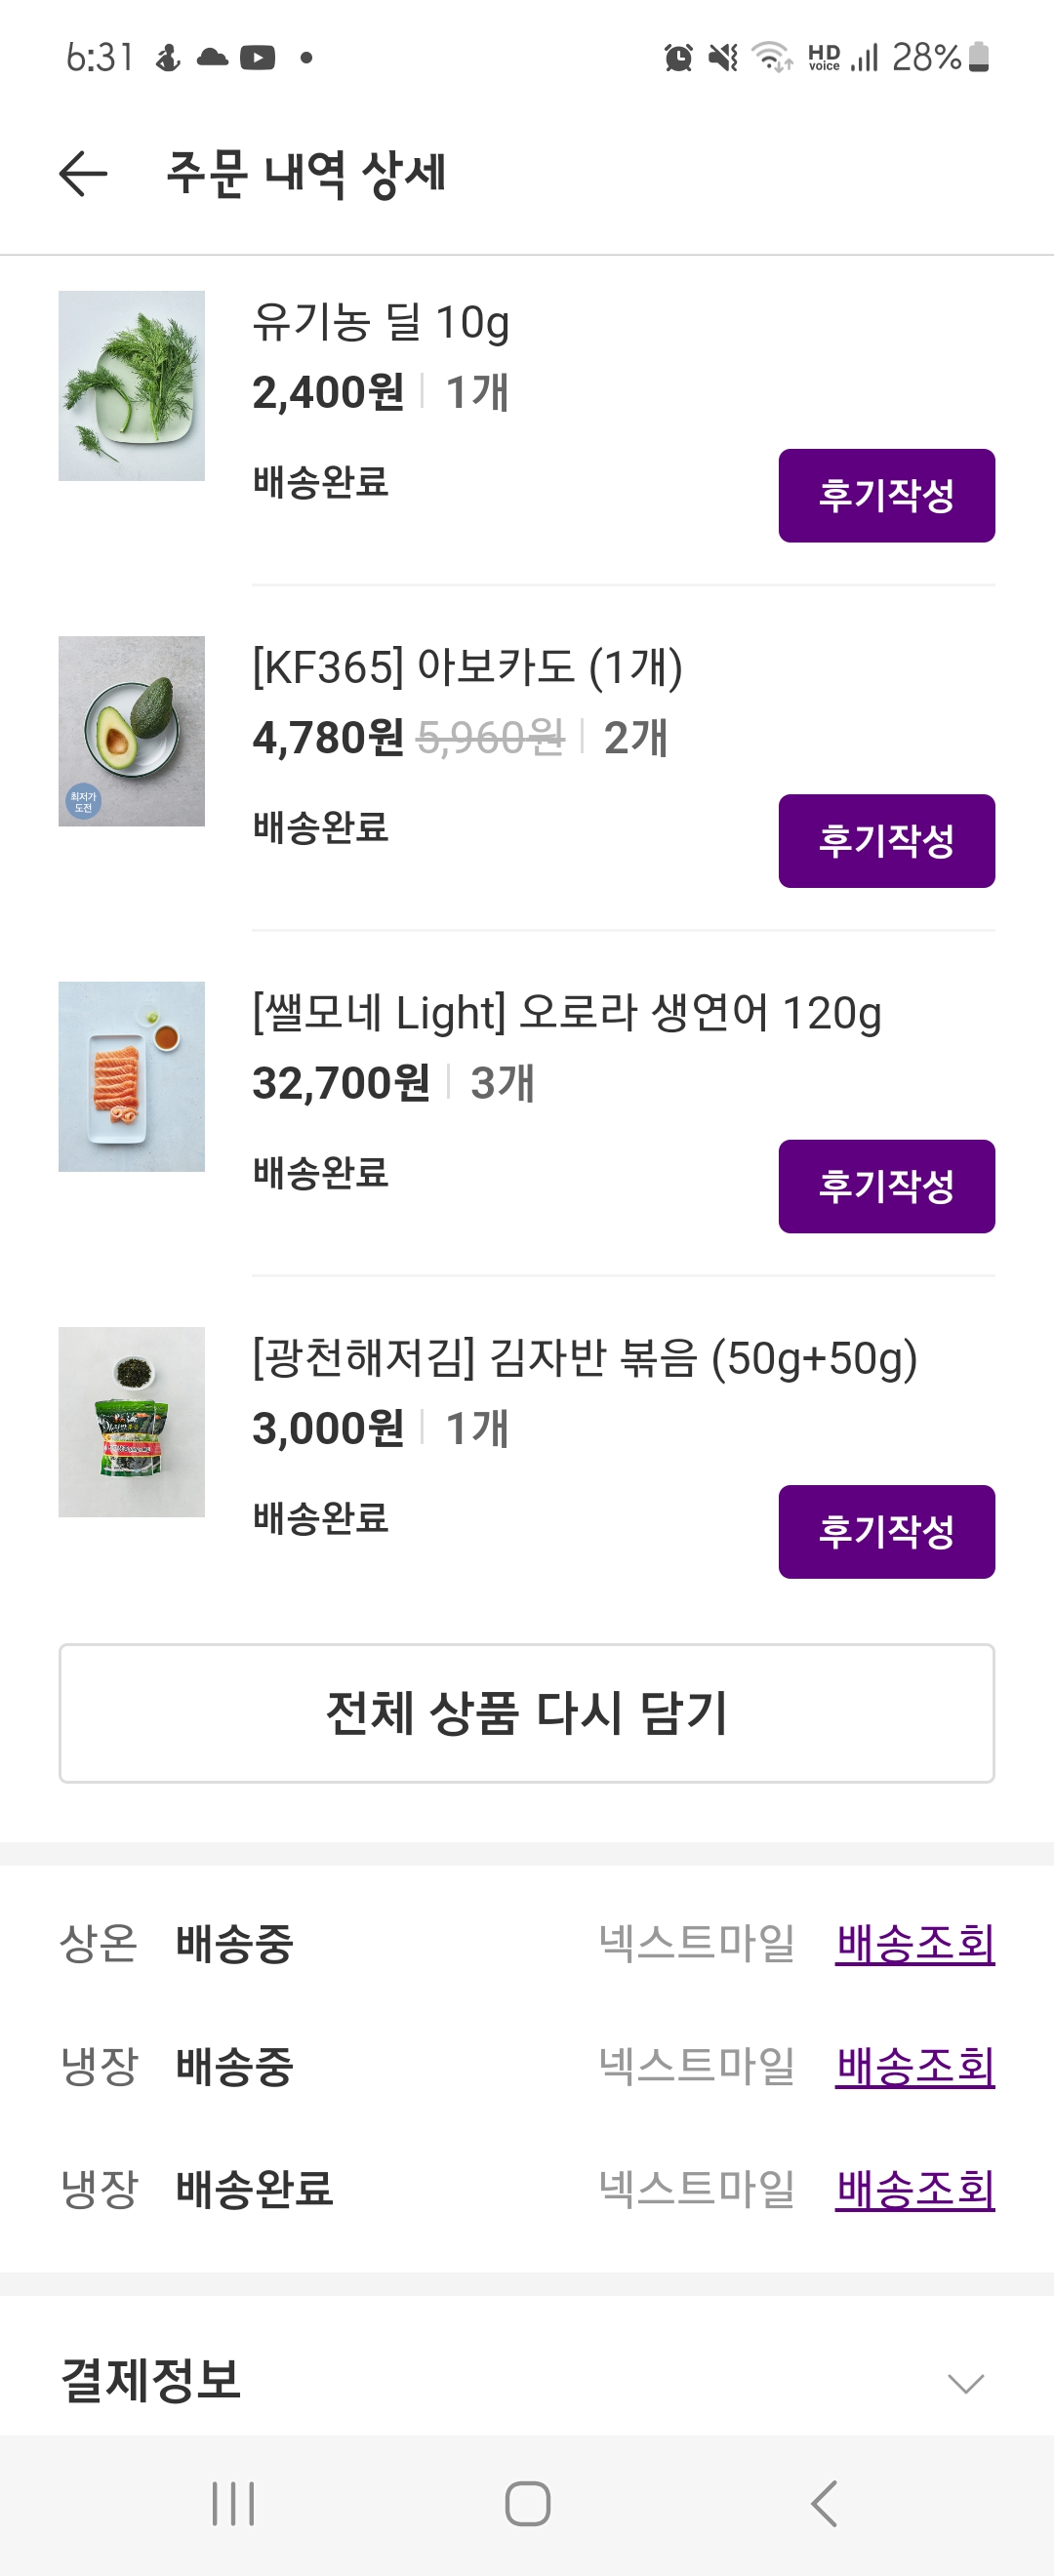 6:31 HD voice 28%
주문 내역 상세
유기농 딜 10g
2,400원 1개
배송완료
후기작성
[KF365] 아보카도 (1개)
4,780원 5,960원 2개
최저가
도전
배송완료
후기작성
[쌜모네 Light] 오로라 생연어 120g
32,700원 3개
배송완료
후기작성
[광천해저김] 김자반 볶음 (50g+50g)
3,000원 1개
배송완료
후기작성
전체 상품 다시 담기
상온 배송중 넥스트마일 배송조회
냉장 배송중 넥스트마일 배송조회
냉장 배송완료 넥스트마일 배송조회
결제정보